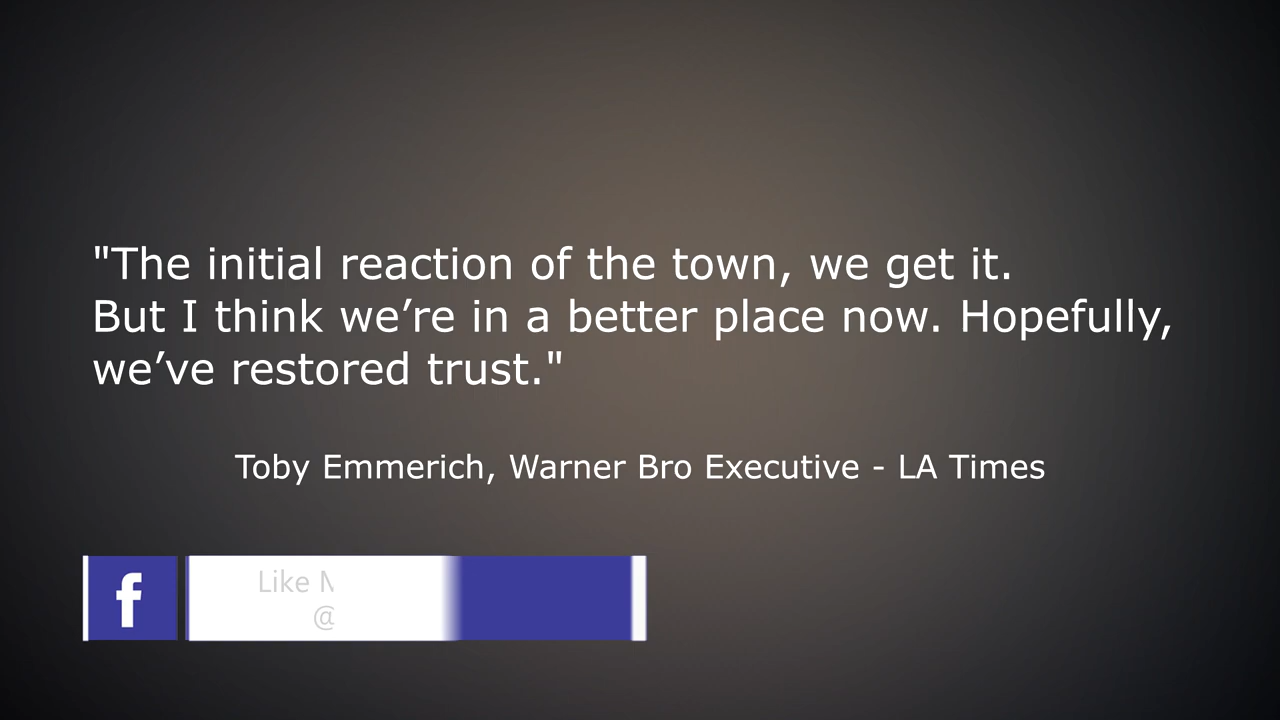 "The initial reaction of the town, we get it.
But I think we’re in a better place now. Hopefully,
we’ve restored trust."
Toby Emmerich, Warner Bro Executive - LA Times
f
Like
@